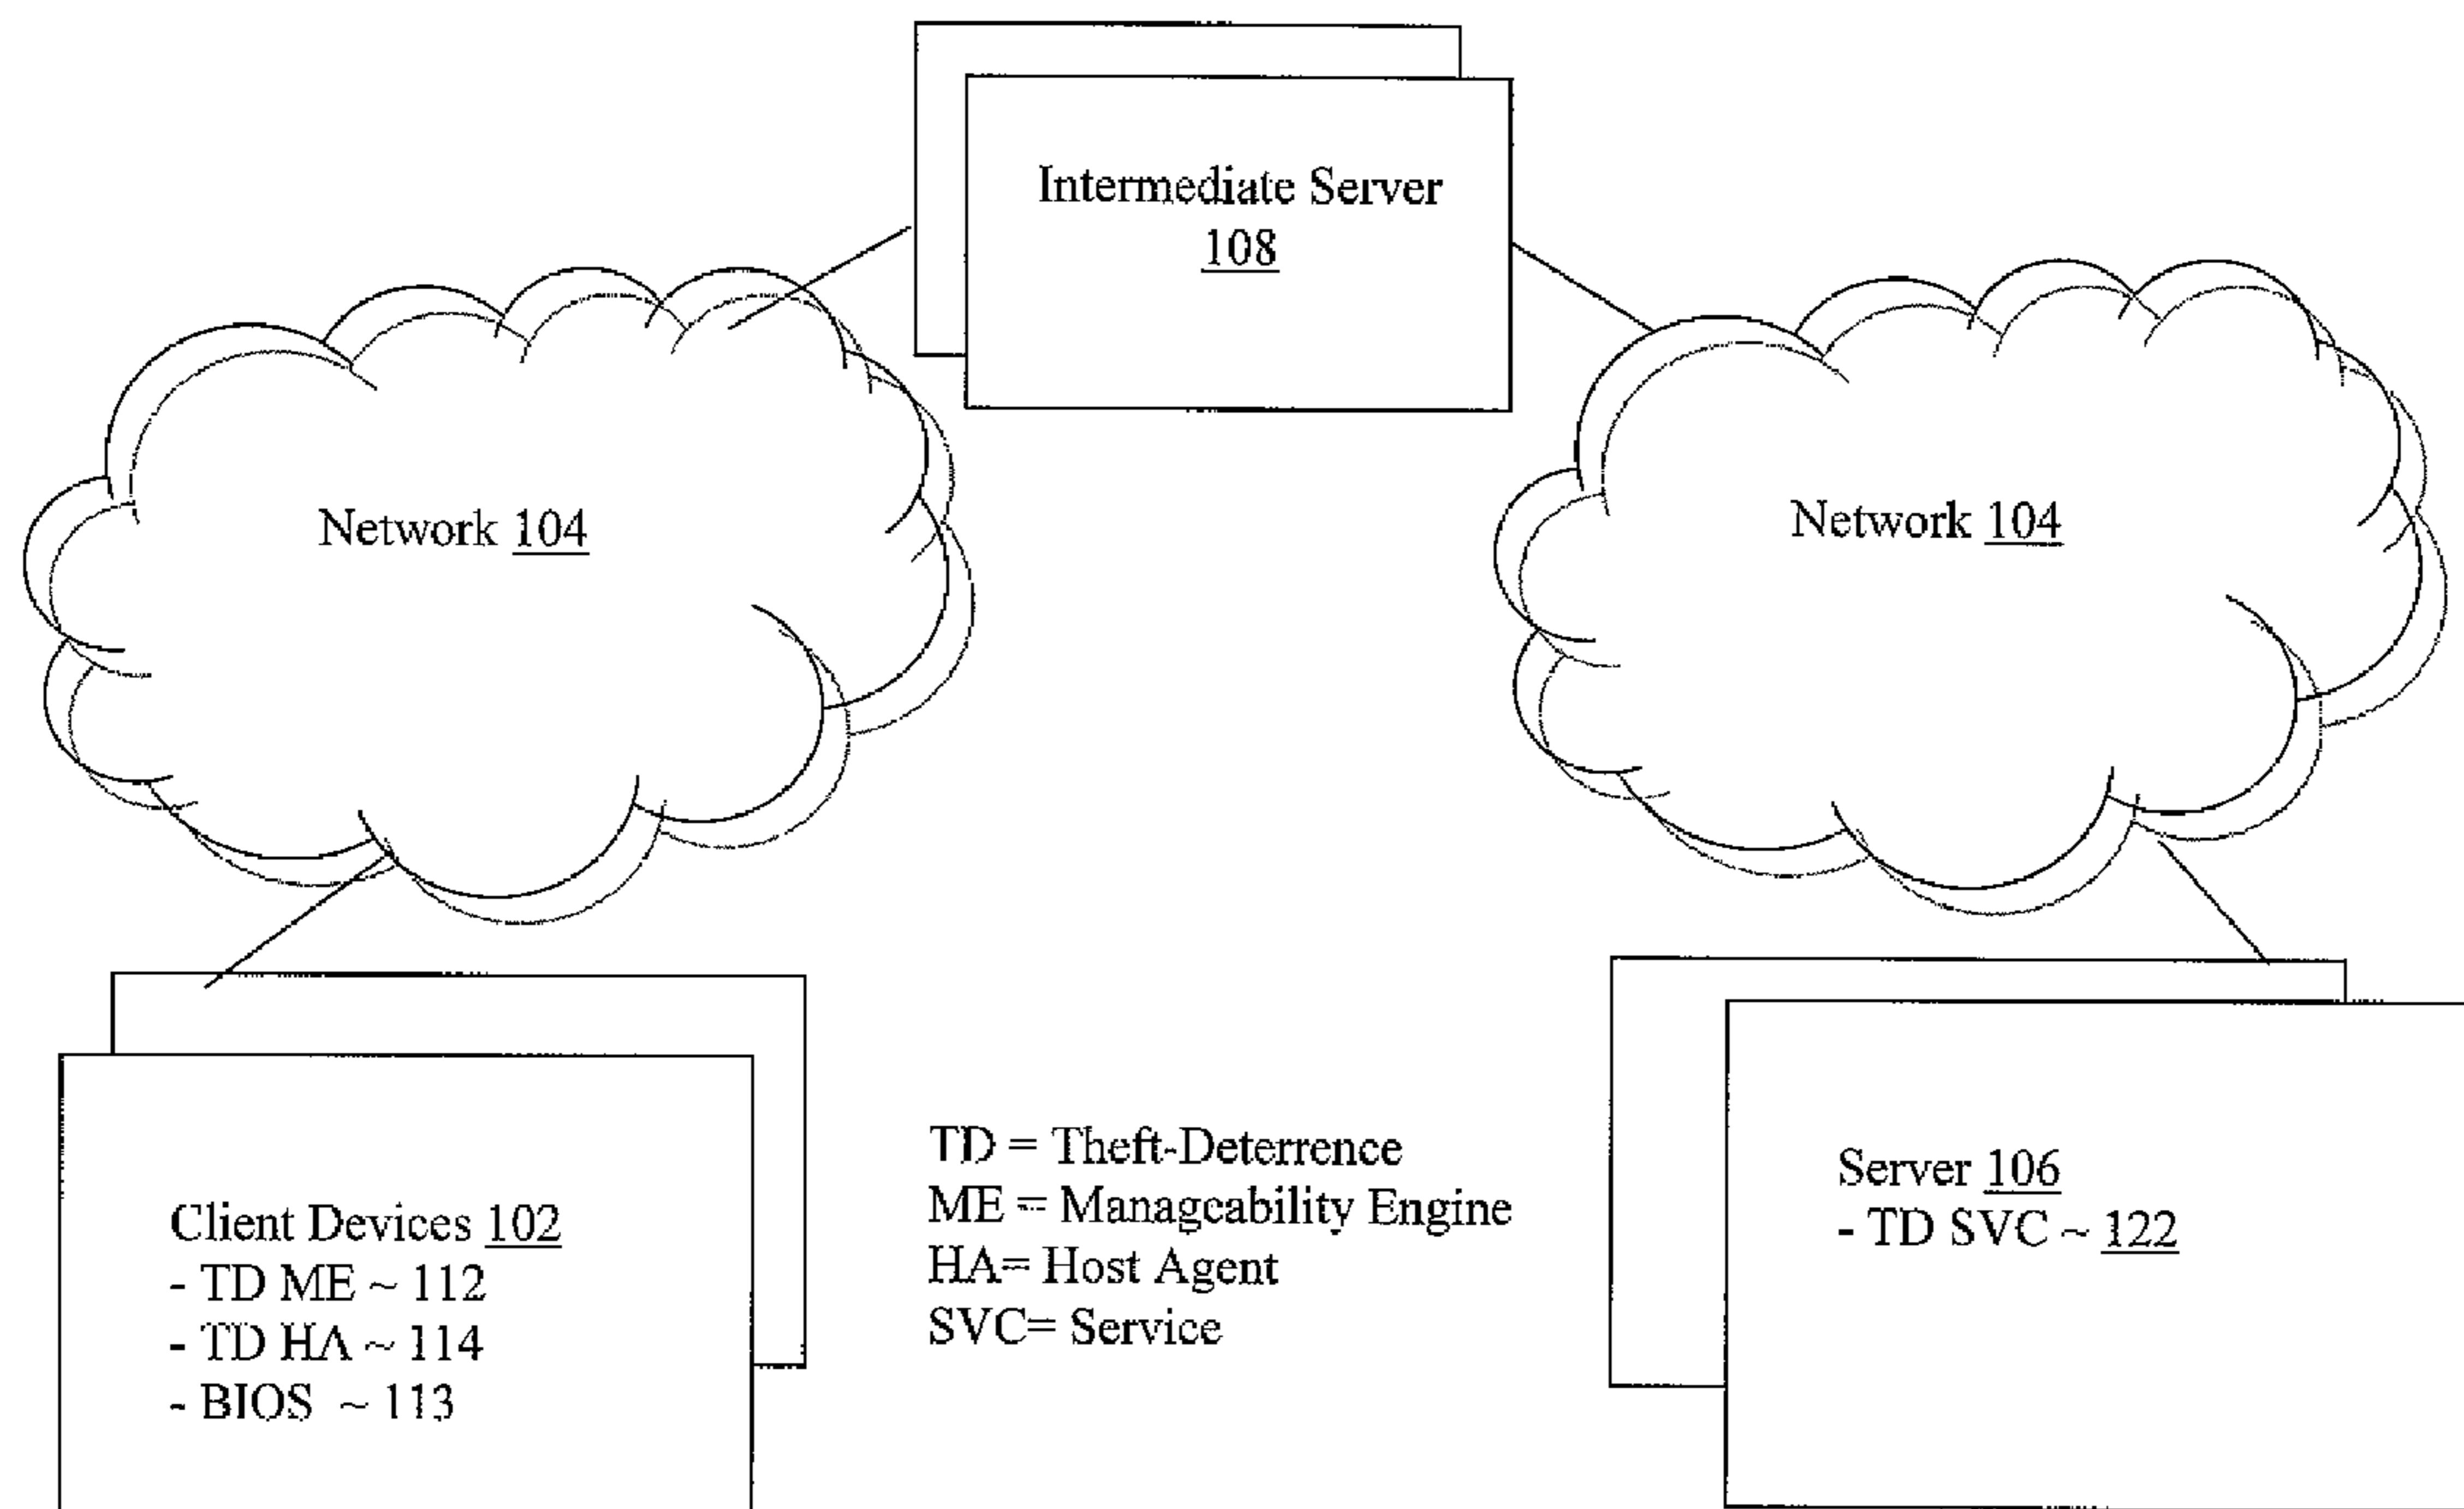 Intermediate Server
108
Network 104
Network 104
TD = Theft-Deterrence
ME = Manageability Engine
HA= Host Agent
SVC= Service
Client Devices 102
- TD ME ~ 112
- TD HA ~ 114
- BIOS ~ 113
Server 106
- TD SVC ~ 122